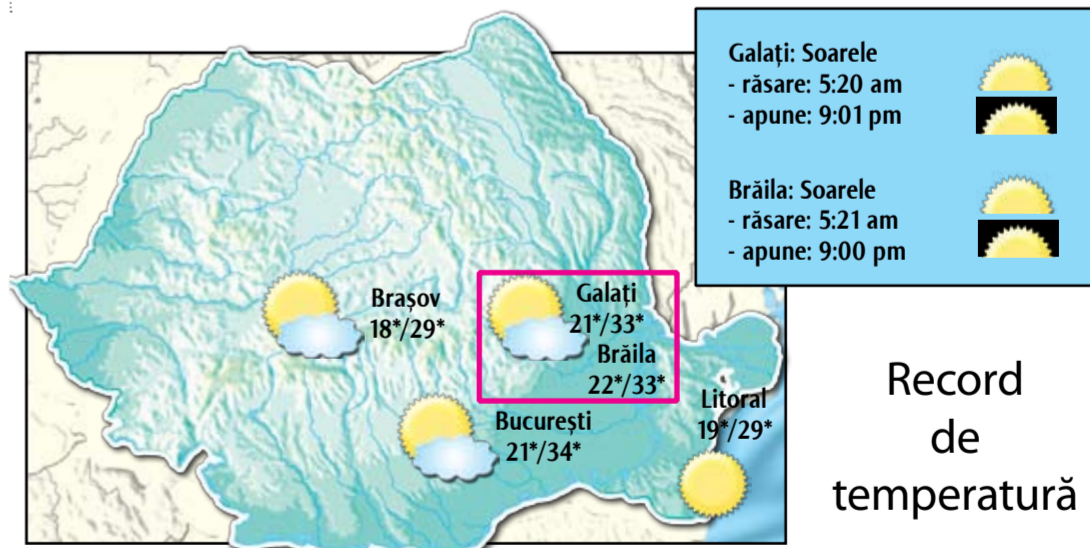 Galați: Soarele
- răsare: 5:20 am
- apune: 9:01 pm
Brăila: Soarele
- răsare: 5:21 am
- apune: 9:00 pm
Brașov
18*/29*
Galați
21*/33*
Brăila
22*/33*
București
21*/34*
Litoral
19*/29*
Record
de
temperatură